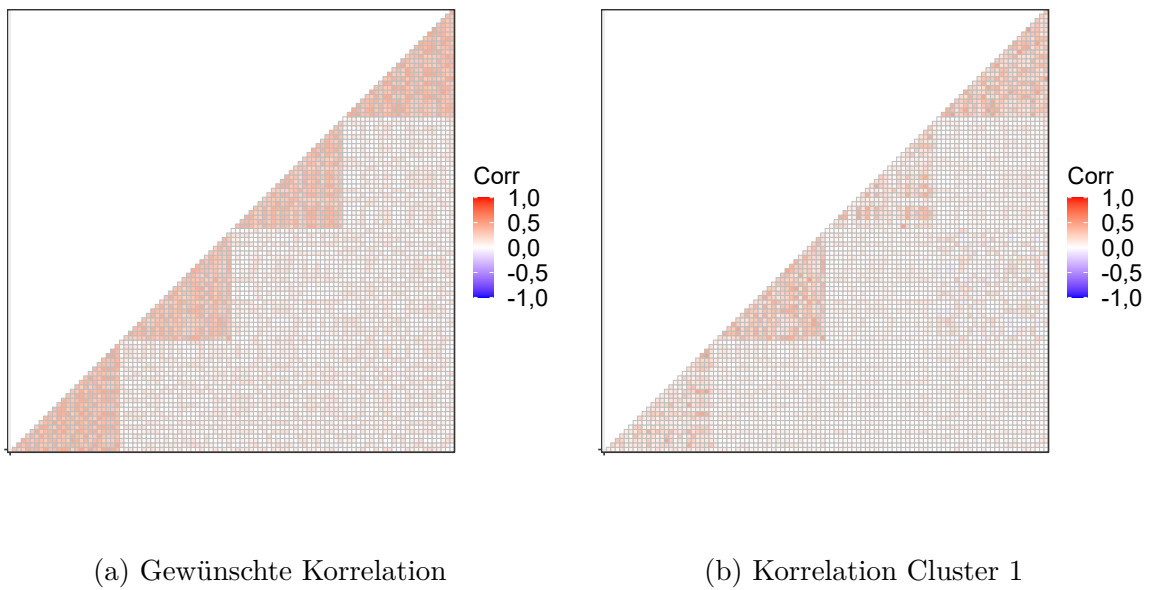 Corr
1,0
0,5
0,0
-0,5
-1,0
Corr
1,0
0,5
0,0
-0,5
-1,0
(a) Gewünschte Korrelation
(b) Korrelation Cluster 1